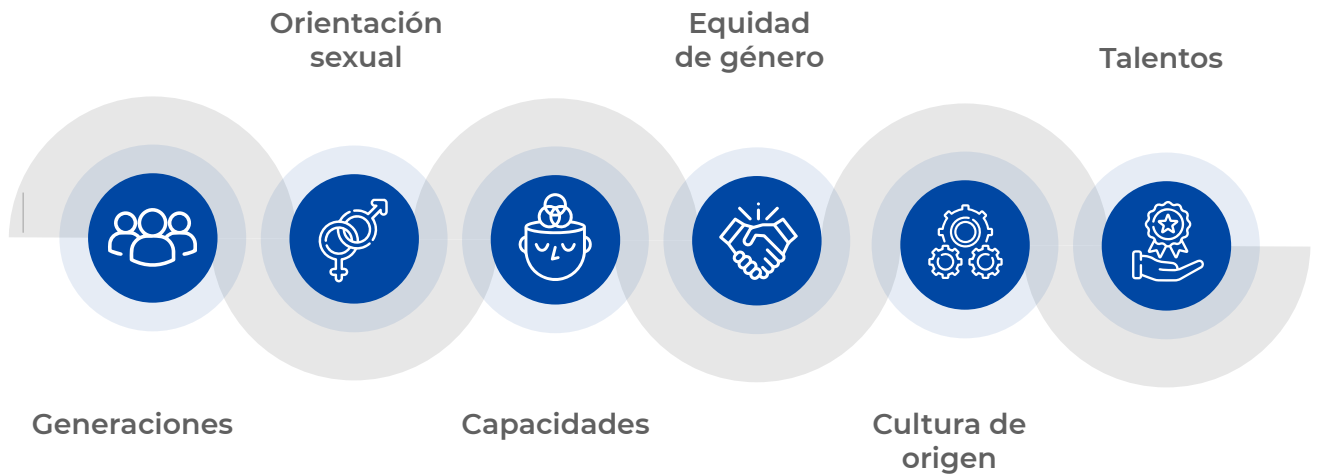 Orientación
sexual
Equidad
de género
Talentos
Generaciones
Capacidades
Cultura de
origen